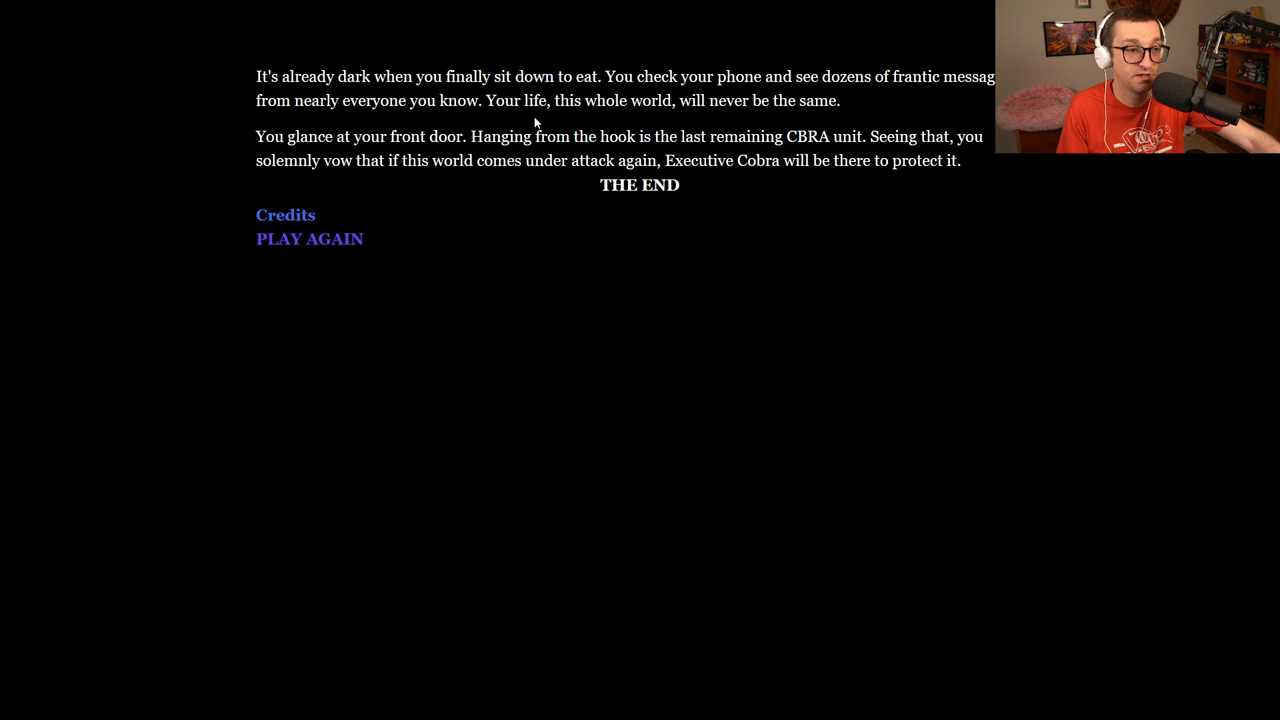 It's already dark when you finally sit down to eat. You check your phone and see dozens of frantic
from nearly everyone you know. Your life, this whole world, will never be the same.
You glance at your front door. Hanging from the hook is the last remaining CBRA unit. Seeing that, you
solemnly vow that if this world comes under attack again, Executive Cobra will be there to protect it.
THE END
Credits
PLAY AGAIN